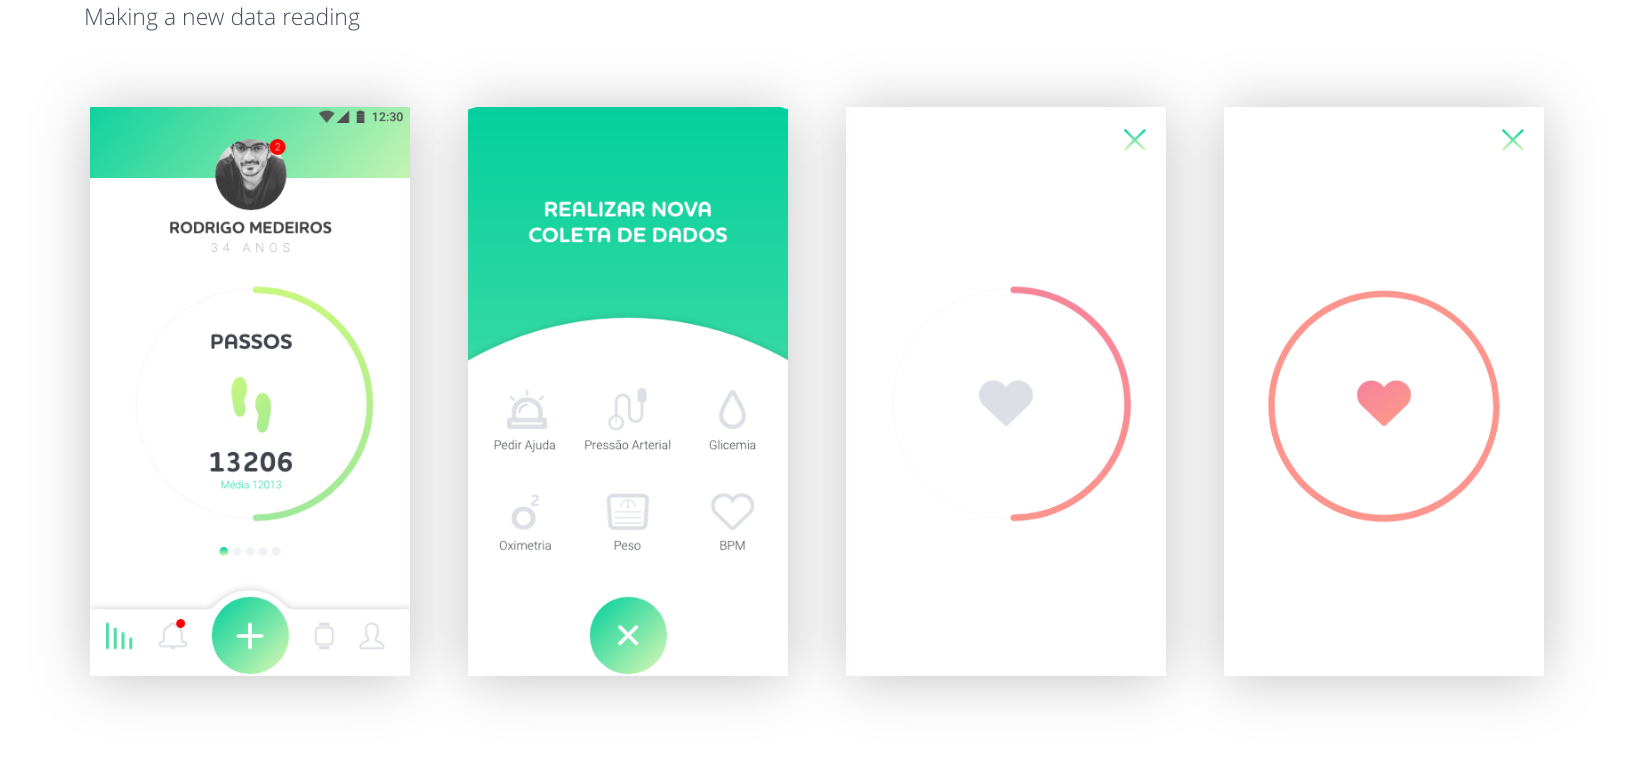 Making a new data reading
12:30
2
RODRIGO MEDEIROS
34 ANOS
PASSOS
13206
Média 12013
REALIZAR NOVA
COLETA DE DADOS
Pedir Ajuda
Pressão Arterial
Glicemia
O2
Oximetria
Peso
BPM